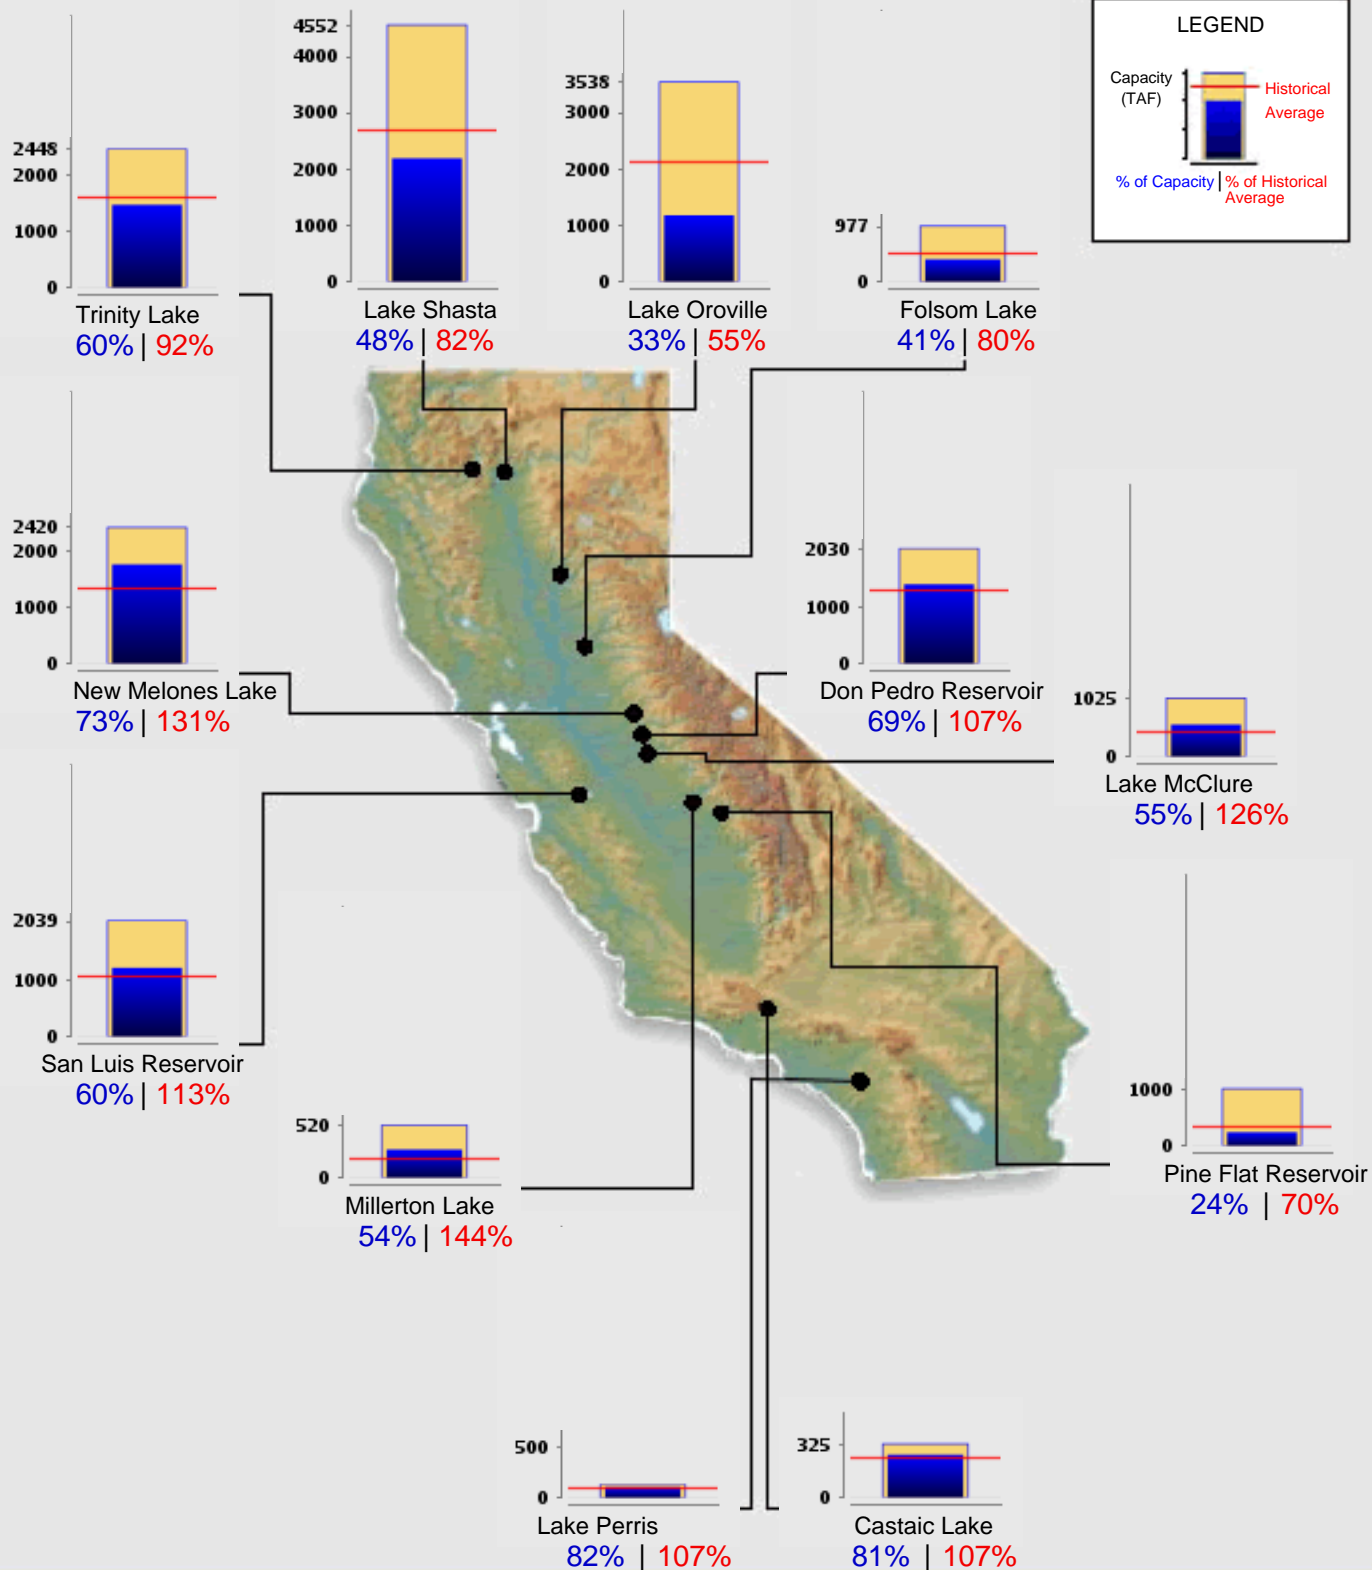 LEGEND
Capacity
(TAF)
Historical
Average
% of Capacity | % of Historical
Average
2448
2000
1000
0
Trinity Lake
60% | 92%
4552
4000
3000
2000
1000
0
Lake Shasta
48% | 82%
3538
3000
2000
1000
0
Lake Oroville
33% | 55%
977
0
Folsom Lake
41% | 80%
2420
2000
1000
0
New Melones Lake
73% | 131%
2030
1000
0
Don Pedro Reservoir
69% | 107%
1025
0
Lake McClure
55% | 126%
2039
1000
0
San Luis Reservoir
60% | 113%
520
0
Millerton Lake
54% | 144%
1000
0
Pine Flat Reservoir
24% | 70%
500
0
Lake Perris
82% | 107%
325
0
Castaic Lake
81% | 107%